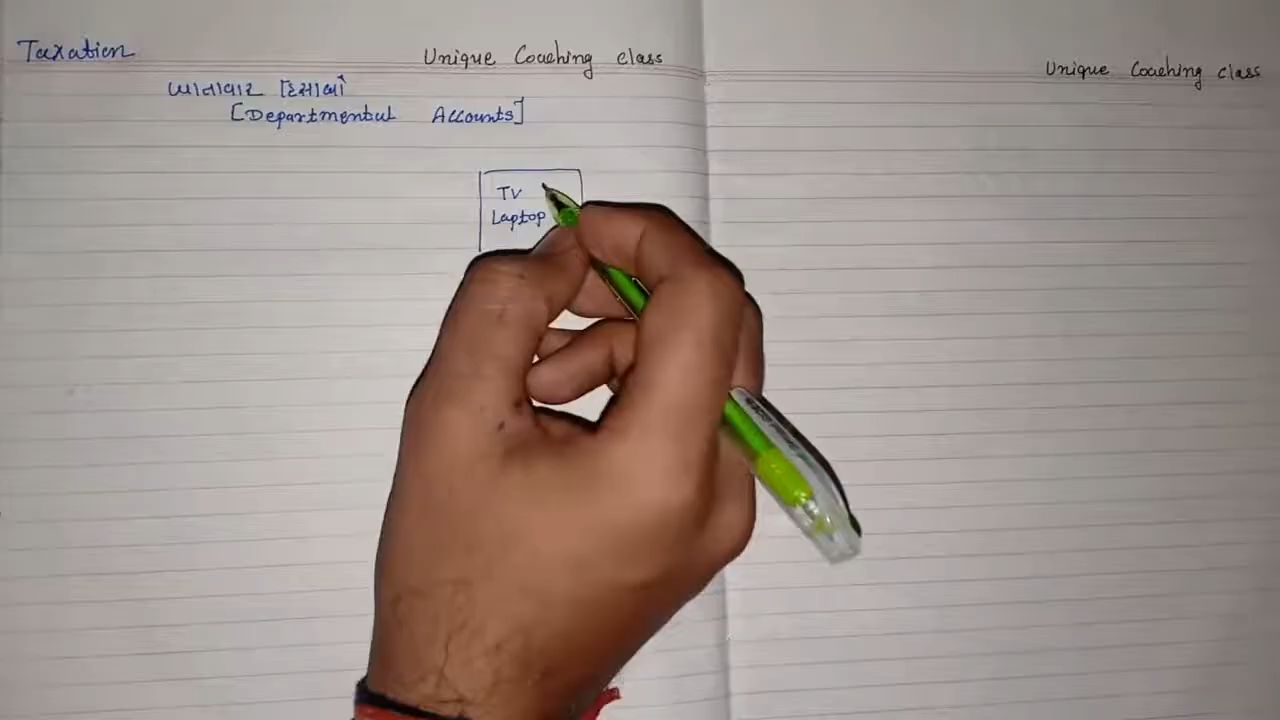 Taxation
Unique Coaching class
Unique Coaching class
ખાતાવાર હિસાબોં
[Departmental Accounts]
TV
Laptop